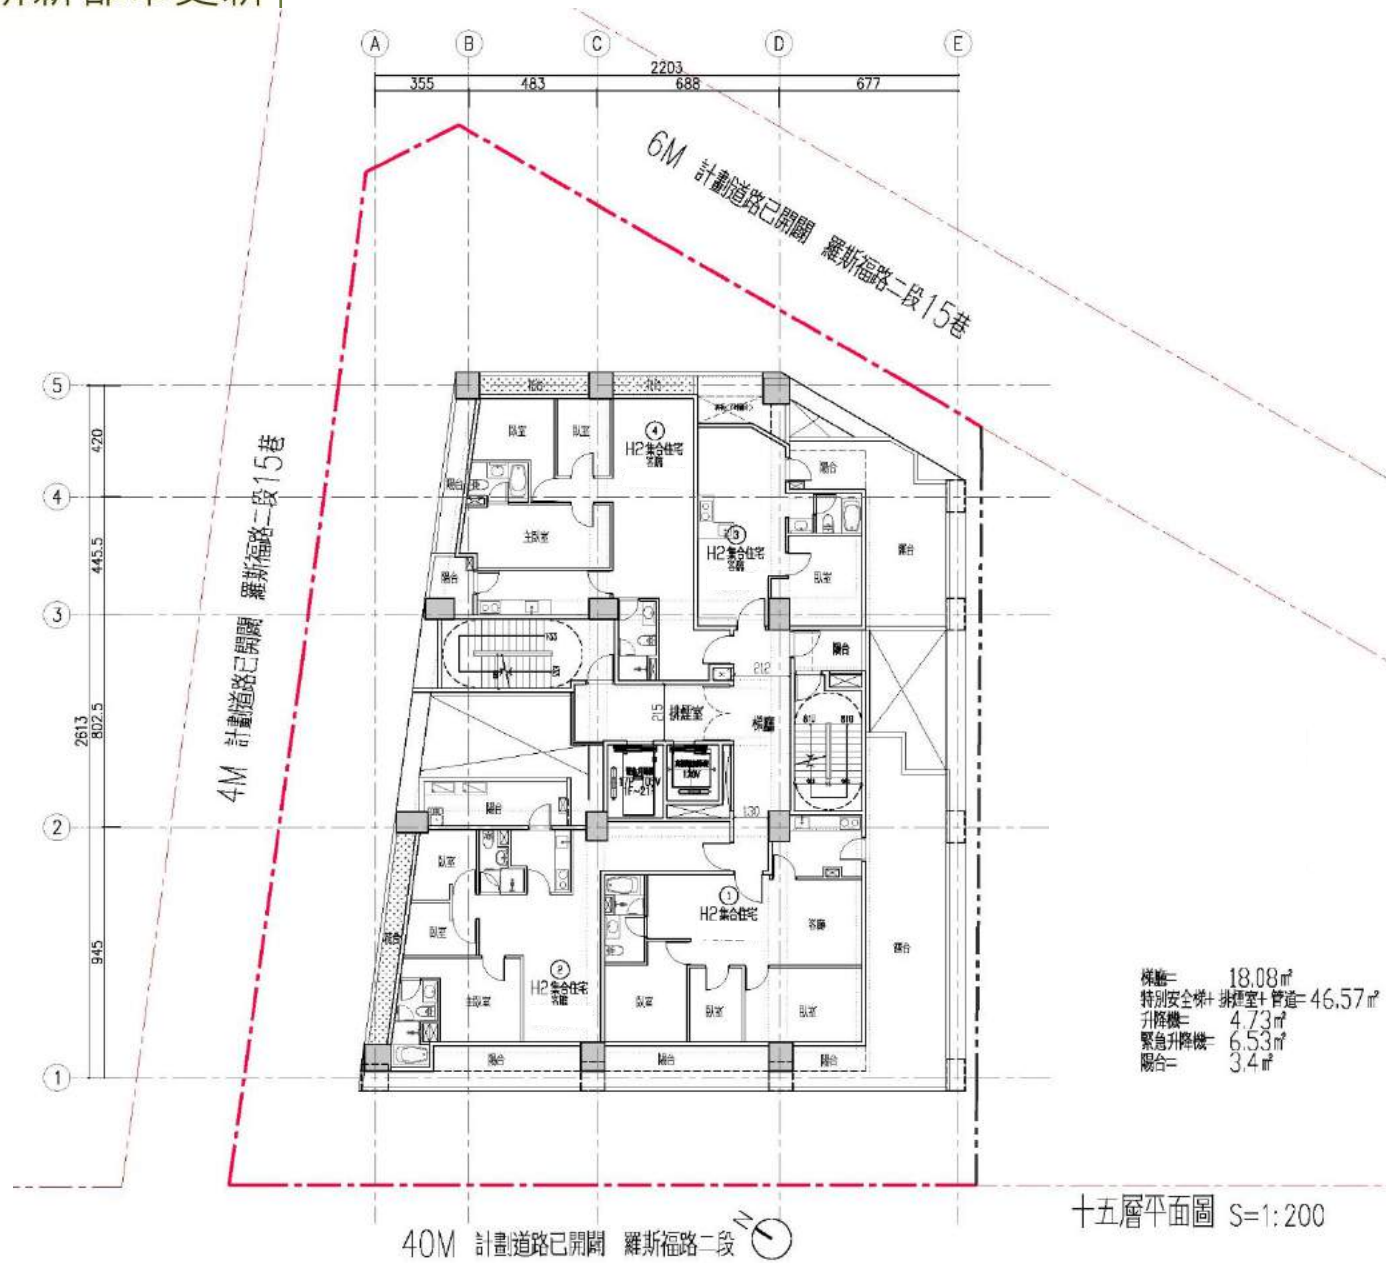 A
B
C
D
E
2203
355
483
688
677
6M 計劃道路已開闢 羅斯福路二段15巷
5
4
3
2
1
420
445.5
802.5
2613
945
4M 計劃道路已開闢 羅斯福路二段15巷
臥室
臥室
④
H2集合住宅
客廳
陽台
主臥室
陽台
陽台
③
H2集合住宅
客廳
臥室
露台
陽台
212
215
排煙室
梯廳
130
陽台
臥室
臥室
主臥室
②
H2集合住宅
客廳
①
H2集合住宅
客廳
露台
臥室
臥室
臥室
陽台
陽台
陽台
梯廳= 18.08㎡
特別安全梯+排煙室+管道=46.57㎡
升降機= 4.73㎡
緊急升降機= 6.53㎡
陽台= 3.4㎡
十五層平面圖 S=1:200
40M 計劃道路已開闢 羅斯福路二段
N